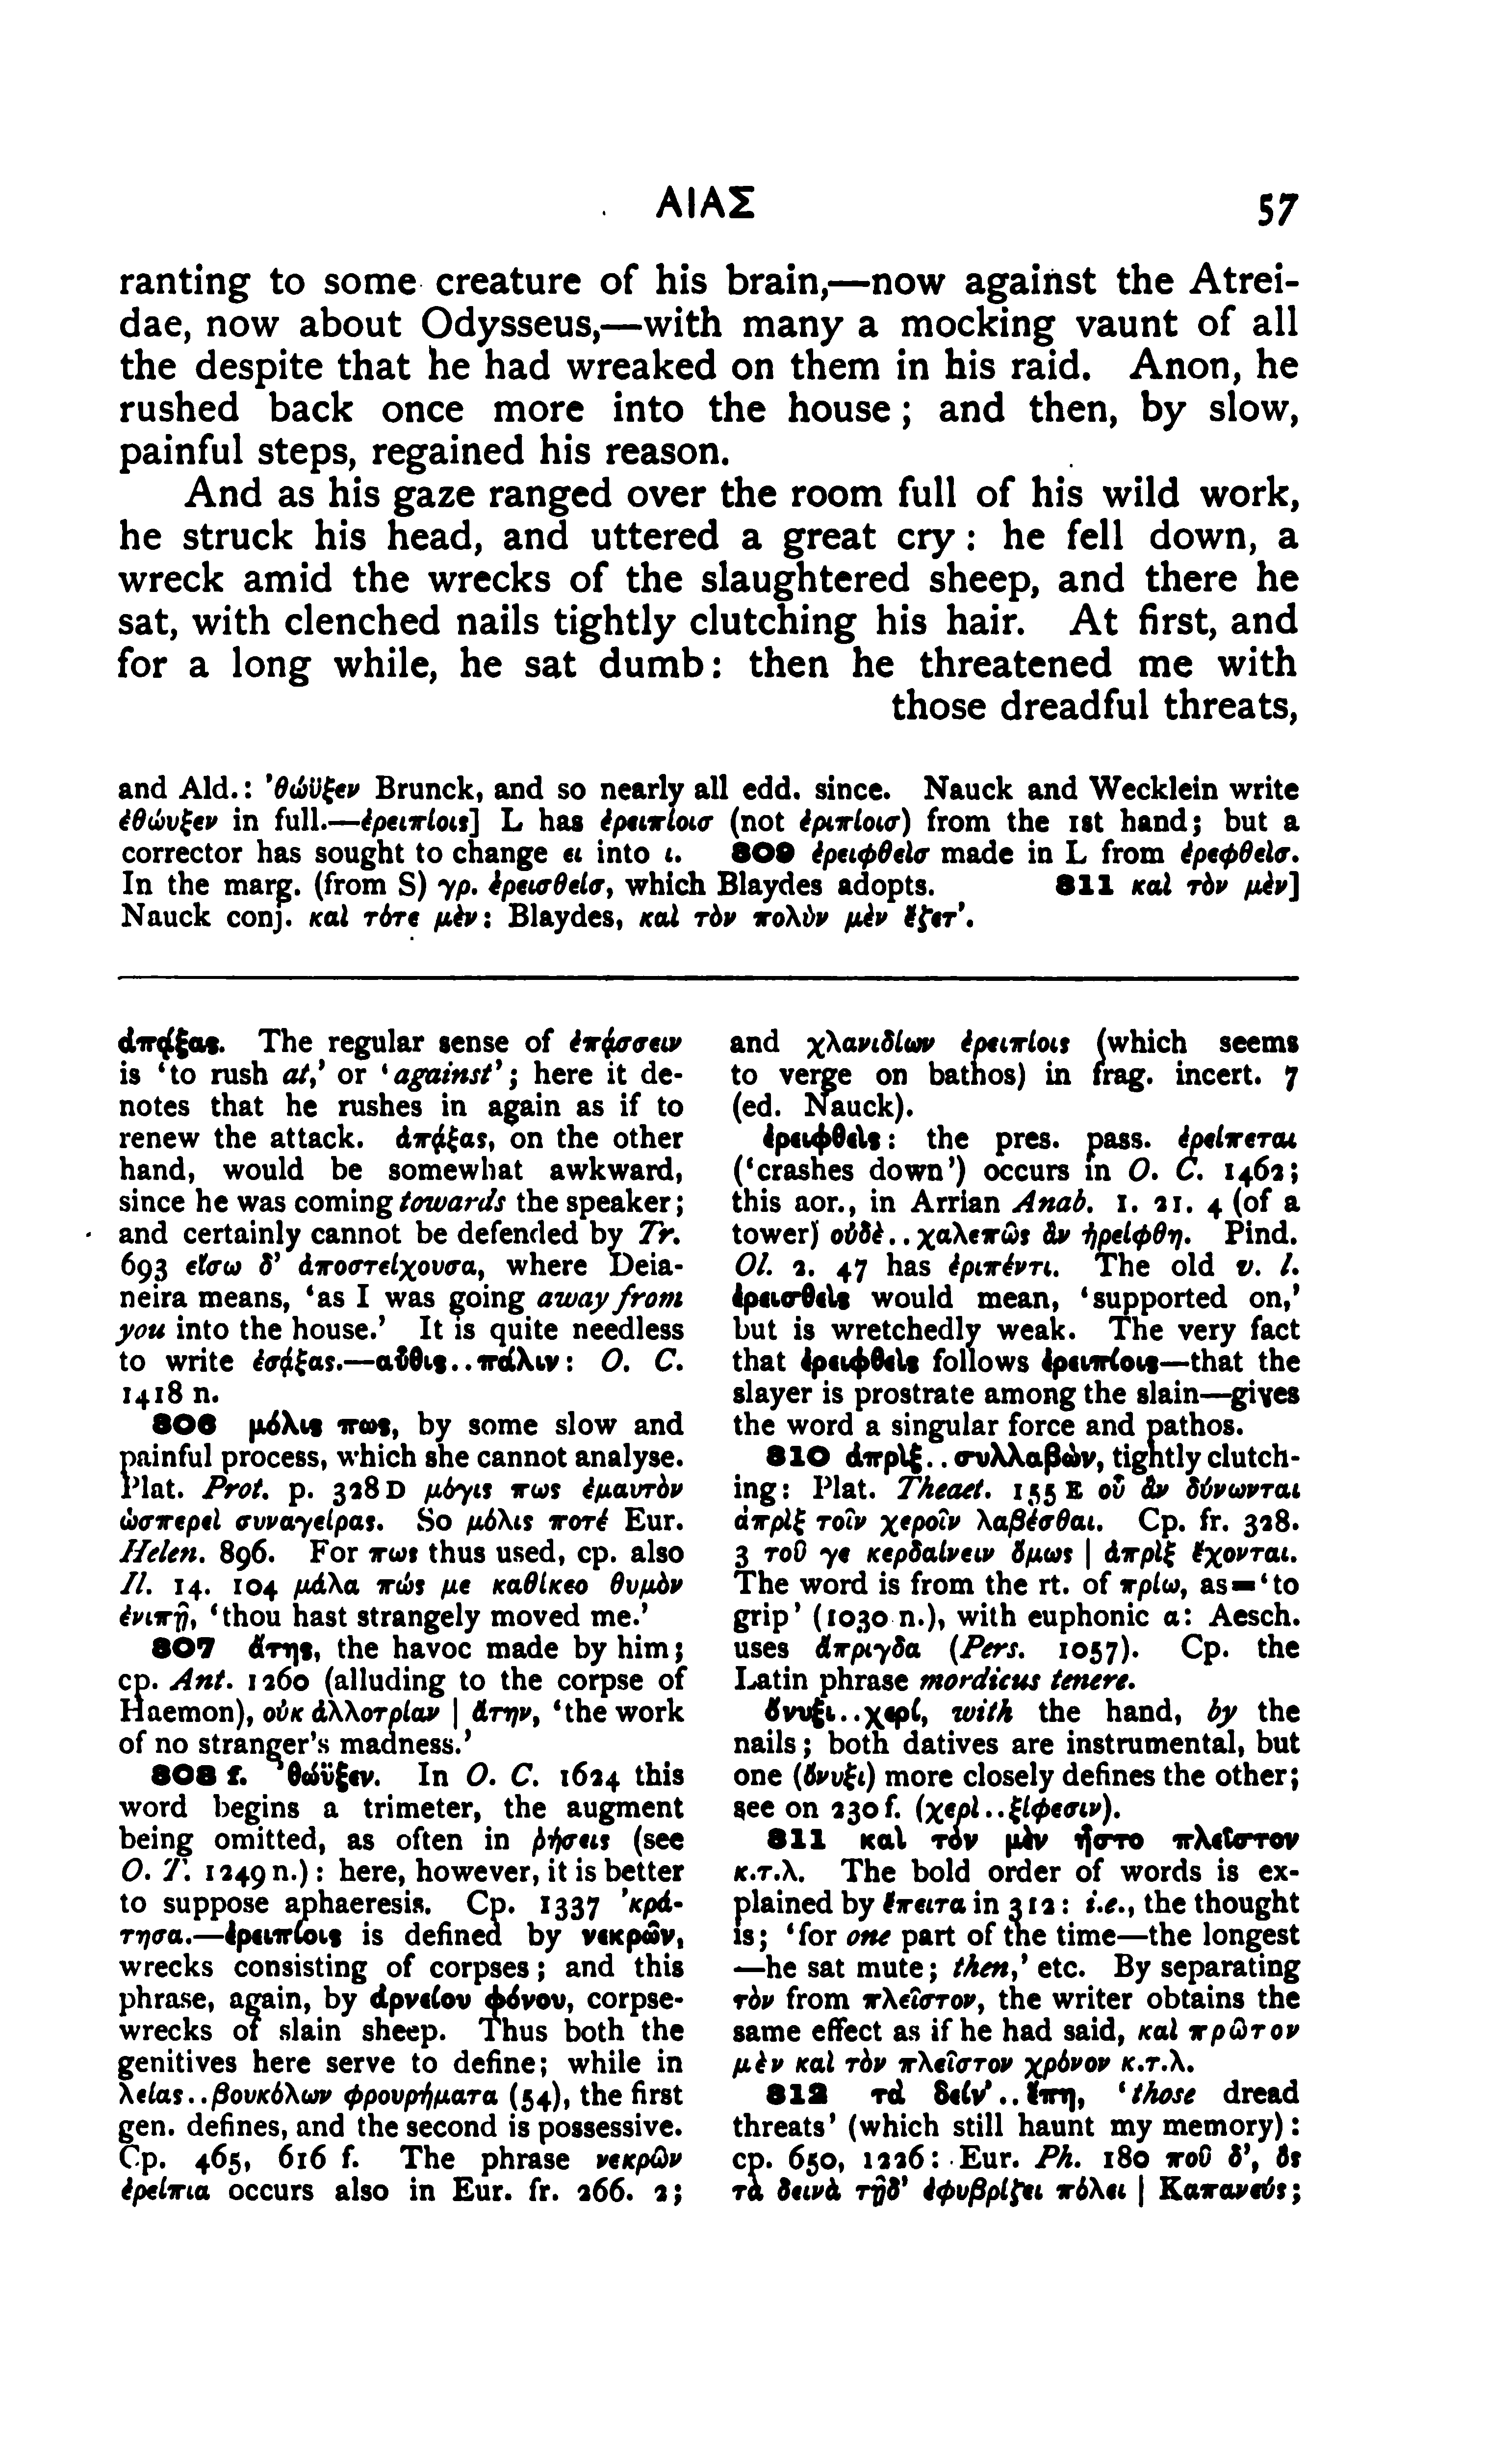 ΑΙΑΣ 57
ranting to some creature of his brain,—now against the Atrei-
dae, now about Odysseus,—with many a mocking vaunt of all
the despite that he had wreaked on them in his raid. Anon, he
rushed back once more into the house; and then, by slow,
painful steps, regained his reason.
And as his gaze ranged over the room full of his wild work,
he struck his head, and uttered a great cry: he fell down, a
wreck amid the wrecks of the slaughtered sheep, and there he
sat, with clenched nails tightly clutching his hair. At first, and
for a long while, he sat dumb: then he threatened me with
those dreadful threats,
and Ald.: 'θώϋξεν Brunck, and so nearly all edd. since. Nauck and Wecklein write
ἐθώυξεν in full.—ἐρειπίοις] L has ἐρειπίοισ (not ἐριπίοισ) from the 1st hand; but a
corrector has sought to change ει into ι. 309 ἐρειφθεὶσ made in L from ἐρεφθεὶσ.
In the marg. (from S) γρ. ἐρεισθείσ, which Blaydes adopts. 311 καὶ τὸν μὲν]
Nauck conj. καὶ τότε μὲν: Blaydes, καὶ τὸν πολὺν μὲν ἕζετ'.
ἀπᾴξας. The regular sense of ἐπᾴσσειν
is 'to rush at,' or 'against'; here it de-
notes that he rushes in again as if to
renew the attack. ἀπᾴξας, on the other
hand, would be somewhat awkward,
since he was coming towards the speaker;
and certainly cannot be defended by Tr.
693 εἴσω δ' ἀποστείχουσα, where Deia-
neira means, 'as I was going away from
you into the house.' It is quite needless
to write ἐσᾴξας.—αὖθις..πάλιν: O. C.
1418 n.
306 μόλις πως, by some slow and
painful process, which she cannot analyse.
Plat. Prot. p. 328 D μόγις πως ἐμαυτὸν
ὡσπερεὶ συναγείρας. So μόλις ποτέ Eur.
Helen. 896. For πως thus used, cp. also
Il. 14. 104 μάλα πώς με καθίκεο θυμὸν
ἐνιπῇ, 'thou hast strangely moved me.'
307 ἄτης, the havoc made by him;
cp. Ant. 1260 (alluding to the corpse of
Haemon), οὐκ ἀλλοτρίαν | ἄτην, 'the work
of no stranger's madness.'
308 f. 'θώϋξεν. In O. C. 1624 this
word begins a trimeter, the augment
being omitted, as often in ῥήσεις (see
O. T. 1249 n.): here, however, it is better
to suppose aphaeresis. Cp. 1337 'κρά-
τησα.—ἐρειπίοις is defined by νεκρῶν,
wrecks consisting of corpses; and this
phrase, again, by ἀρνείου φόνου, corpse-
wrecks of slain sheep. Thus both the
genitives here serve to define; while in
λείας..βουκόλων φρουρήματα (54), the first
gen. defines, and the second is possessive.
Cp. 465, 616 f. The phrase νεκρῶν
ἐρείπια occurs also in Eur. fr. 266. 2;
and χλανιδίων ἐρειπίοις (which seems
to verge on bathos) in frag. incert. 7
(ed. Nauck).
ἐρειφθεὶς: the pres. pass. ἐρείπεται
('crashes down') occurs in O. C. 1462;
this aor., in Arrian Anab. 1. 21. 4 (of a
tower) οὐδὲ..χαλεπῶς ἂν ἠρείφθη. Pind.
Ol. 2. 47 has ἐριπέντι. The old v. l.
ἐρεισθεὶς would mean, 'supported on,'
but is wretchedly weak. The very fact
that ἐρειφθεὶς follows ἐρειπίοις—that the
slayer is prostrate among the slain—gives
the word a singular force and pathos.
310 ἀπρὶξ..συλλαβὼν, tightly clutch-
ing: Plat. Theaet. 155 E οὗ ἂν δύνωνται
ἀπρὶξ τοῖν χεροῖν λαβέσθαι. Cp. fr. 328.
3 τοῦ γε κερδαίνειν ὅμως | ἀπρὶξ ἔχονται.
The word is from the rt. of πρίω, as='to
grip' (1030 n.), with euphonic α: Aesch.
uses ἄπριγδα (Pers. 1057). Cp. the
Latin phrase mordicus tenere.
ὄνυξι..χερί, with the hand, by the
nails; both datives are instrumental, but
one (ὄνυξι) more closely defines the other;
see on 230 f. (χερὶ..ξίφεσιν).
311 καὶ τὸν μὲν ἧστο πλεῖστον
κ.τ.λ. The bold order of words is ex-
plained by ἔπειτα in 312: i.e., the thought
is; 'for one part of the time—the longest
—he sat mute; then,' etc. By separating
τὸν from πλεῖστον, the writer obtains the
same effect as if he had said, καὶ πρῶτον
μὲν καὶ τὸν πλεῖστον χρόνον κ.τ.λ.
312 τὰ δείν'..ἔπη, 'those dread
threats' (which still haunt my memory):
cp. 650, 1226: Eur. Ph. 180 ποῦ δ', ὃς
τὰ δεινὰ τῇδ' ἐφυβρίζει πόλει | Καπανεύς;